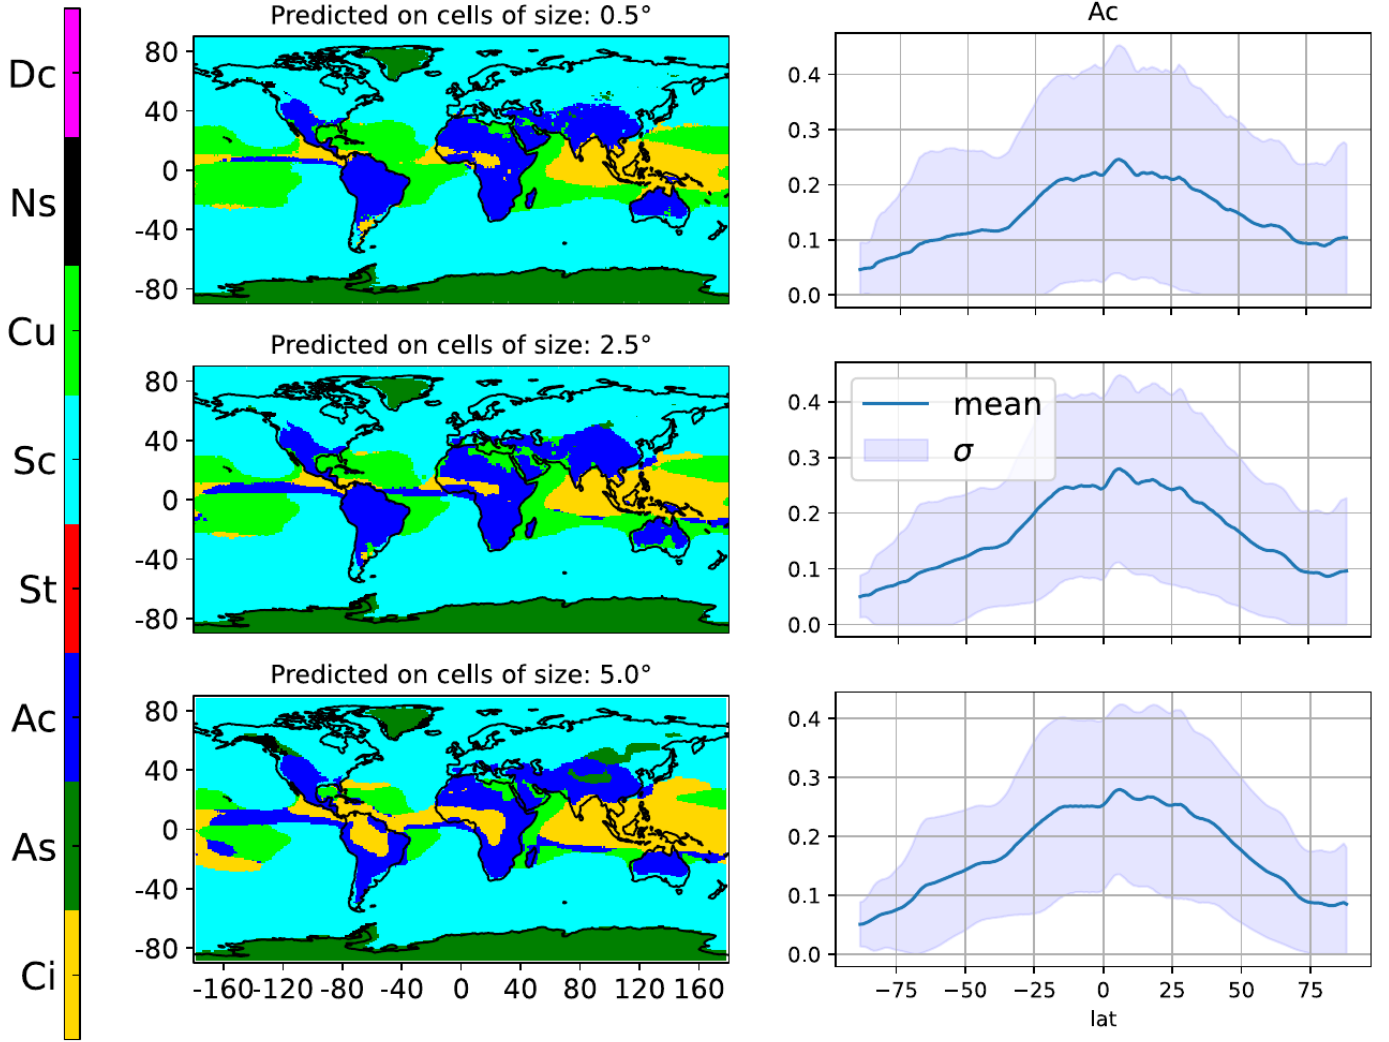 Dc
Ns
Cu
Sc
St
Ac
As
Ci
Predicted on cells of size: 0.5°
80
40
0
-40
-80
Predicted on cells of size: 2.5°
80
40
0
-40
-80
Predicted on cells of size: 5.0°
80
40
0
-40
-80
-160 -120 -80 -40 0 40 80 120 160
Ac
0.4
0.3
0.2
0.1
0.0
mean
σ
0.4
0.3
0.2
0.1
0.0
0.4
0.3
0.2
0.1
0.0
−75 −50 −25 0 25 50 75
lat